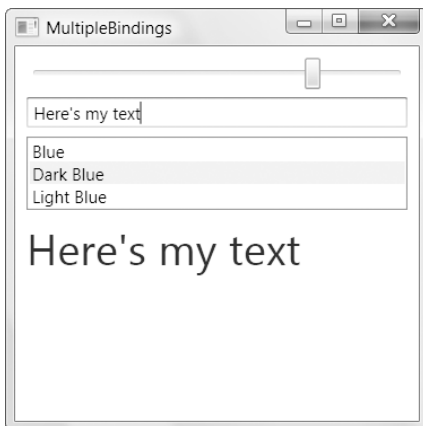 MultipleBindings
Here's my text
Blue
Dark Blue
Light Blue
Here's my text